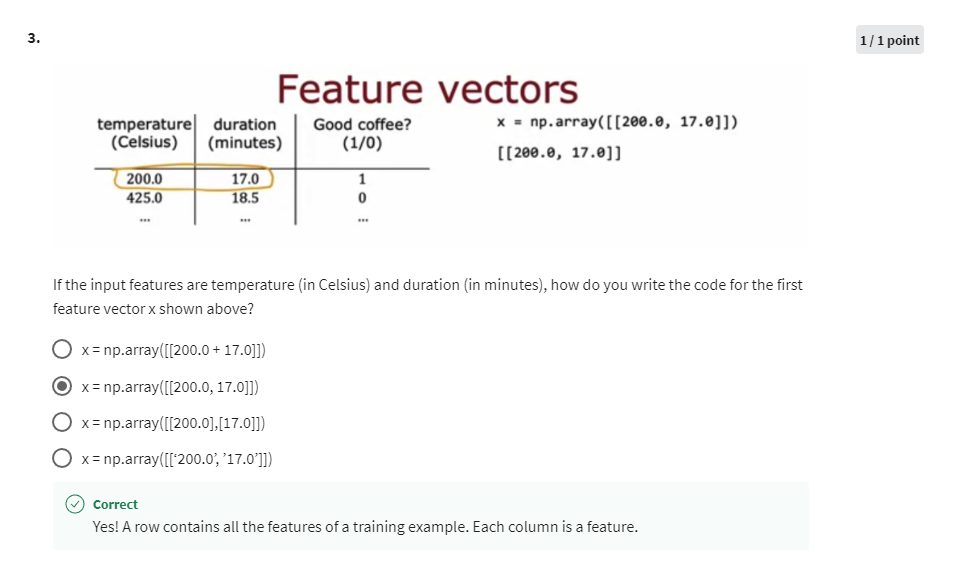 3.
1 / 1 point
Feature vectors
temperature duration Good coffee?
(Celsius) (minutes) (1/0)
200.0 17.0 1
425.0 18.5 0
... ... ...
x = np.array([[200.0, 17.0]])
[[200.0, 17.0]]
If the input features are temperature (in Celsius) and duration (in minutes), how do you write the code for the first
feature vector x shown above?
x = np.array([[200.0 + 17.0]])
x = np.array([[200.0, 17.0]])
x = np.array([[200.0],[17.0]])
x = np.array([[‘200.0’, ’17.0’]])
Correct
Yes! A row contains all the features of a training example. Each column is a feature.